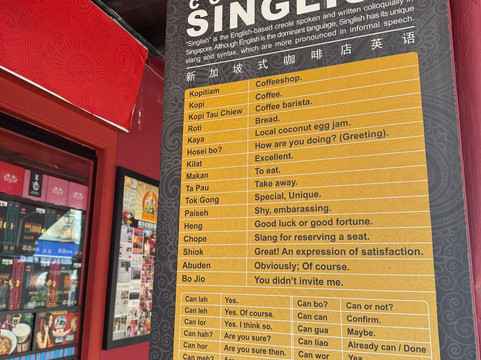 SINGL
"Singlish" is the English-based creole spoken and written colloquially in
Singapore. Although English is the dominant language, Singlish has its unique
slang and syntax, which are more pronounced in informal speech.
新 加 坡 式 咖 啡 店 英 语
Kopitiam Coffeeshop.
Kopi Coffee.
Kopi Tau Chiew Coffee barista.
Roti Bread.
Kaya Local coconut egg jam.
Hosei bo? How are you doing? (Greeting).
Kilat Excellent.
Makan To eat.
Ta Pau Take away.
Tok Gong Special, Unique.
Paiseh Shy, embarassing.
Heng Good luck or good fortune.
Chope Slang for reserving a seat.
Shiok Great! An expression of satisfaction.
Abuden Obviously; Of course.
Bo Jio You didn't invite me.
Can lah Yes. Can bo? Can or not?
Can leh Yes. Of course. Can can Confirm.
Can lor Yes. I think so. Can gua Maybe.
Can hah? Are you sure? Can liao Already can / Done
Can hor Are you sure then. Can wor Yea
Can meh?